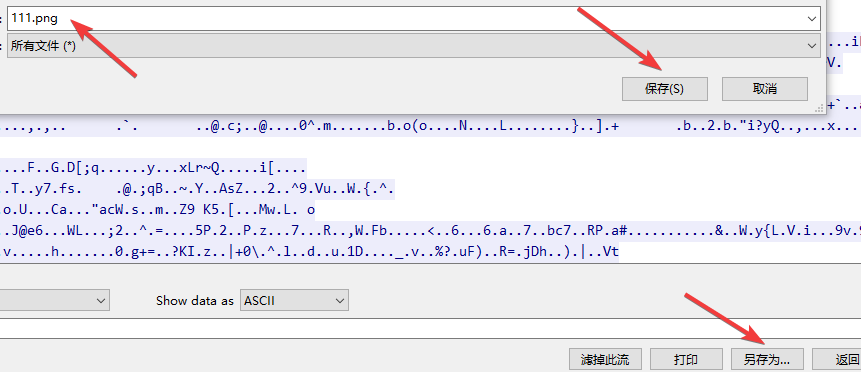 : 111.png
: 所有文件 (*)
保存(S) 取消
....,.,.. .`. ..@.c;..@....0^.m.......b.o(o....N....L........}..].+ .b..2.b."i?yQ..,...x....
....F..G.D[;q......y...xLr~Q.....i[....
..T..y7.fs. .@.;qB..~.Y..AsZ...2..^9.Vu..W.{.^.
.o.U...Ca..."acW.s..m..Z9 K5.[...Mw.L. o
..J@e6...WL...;2..^.=....5P.2..P.z...7...R..,W.Fb.....<..6...6.a..7..bc7..RP.a#...........&..W.y{L.V.i...9v.9
.v.....h.......0.g+=..?KI.z..|+0\.^.l..d..u.1D...._.v..%?.uF)..R=.jDh..).|..Vt
Show data as ASCII
滤掉此流 打印 另存为... 返回